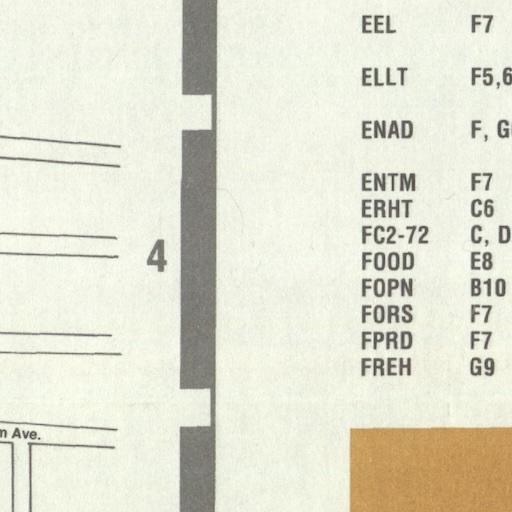 EEL F7
ELLT F5,6
ENAD F, G
ENTM F7
ERHT C6
FC2-72 C, D
4
FOOD E8
FOPN B10
FORS F7
FPRD F7
FREH G9
Ave.